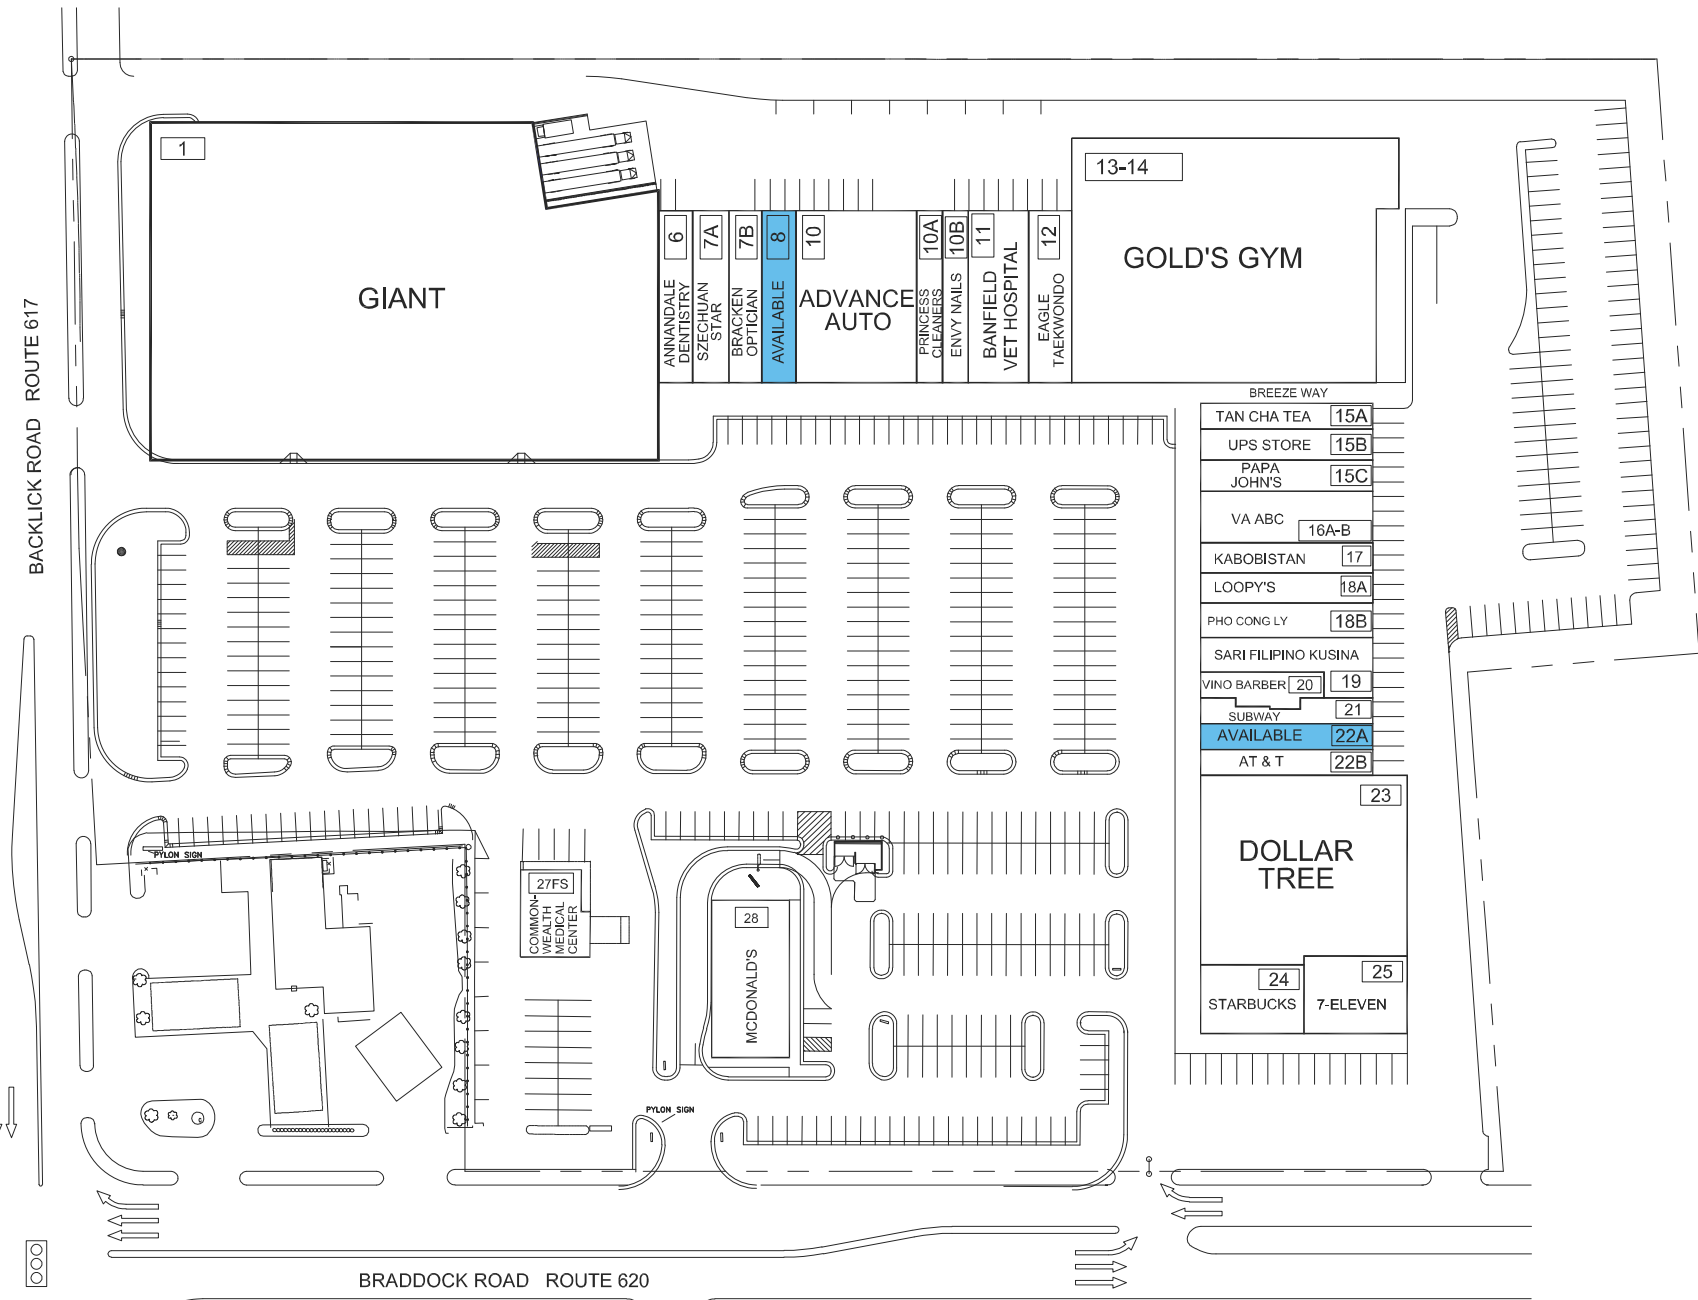 BACKLICK ROAD   ROUTE 617
1
GIANT
6
ANNANDALE
DENTISTRY
7A
SZECHUAN
STAR
7B
BRACKEN
OPTICIAN
8
AVAILABLE
10
ADVANCE
AUTO
10A
PRINCESS
CLEANERS
10B
ENVY NAILS
11
BANFIELD
VET HOSPITAL
12
EAGLE
TAEKWONDO
13-14
GOLD'S GYM
BREEZE WAY
TAN CHA TEA 15A
UPS STORE 15B
PAPA
JOHN'S 15C
VA ABC
16A-B
KABOBISTAN 17
LOOPY'S 18A
PHO CONG LY 18B
SARI FILIPINO KUSINA
19
VINO BARBER 20
SUBWAY 21
AVAILABLE 22A
AT & T 22B
23
DOLLAR
TREE
24
STARBUCKS
25
7-ELEVEN
PYLON SIGN
27FS
COMMON-
WEALTH
MEDICAL
CENTER
28
MCDONALD'S
PYLON SIGN
BRADDOCK ROAD   ROUTE 620